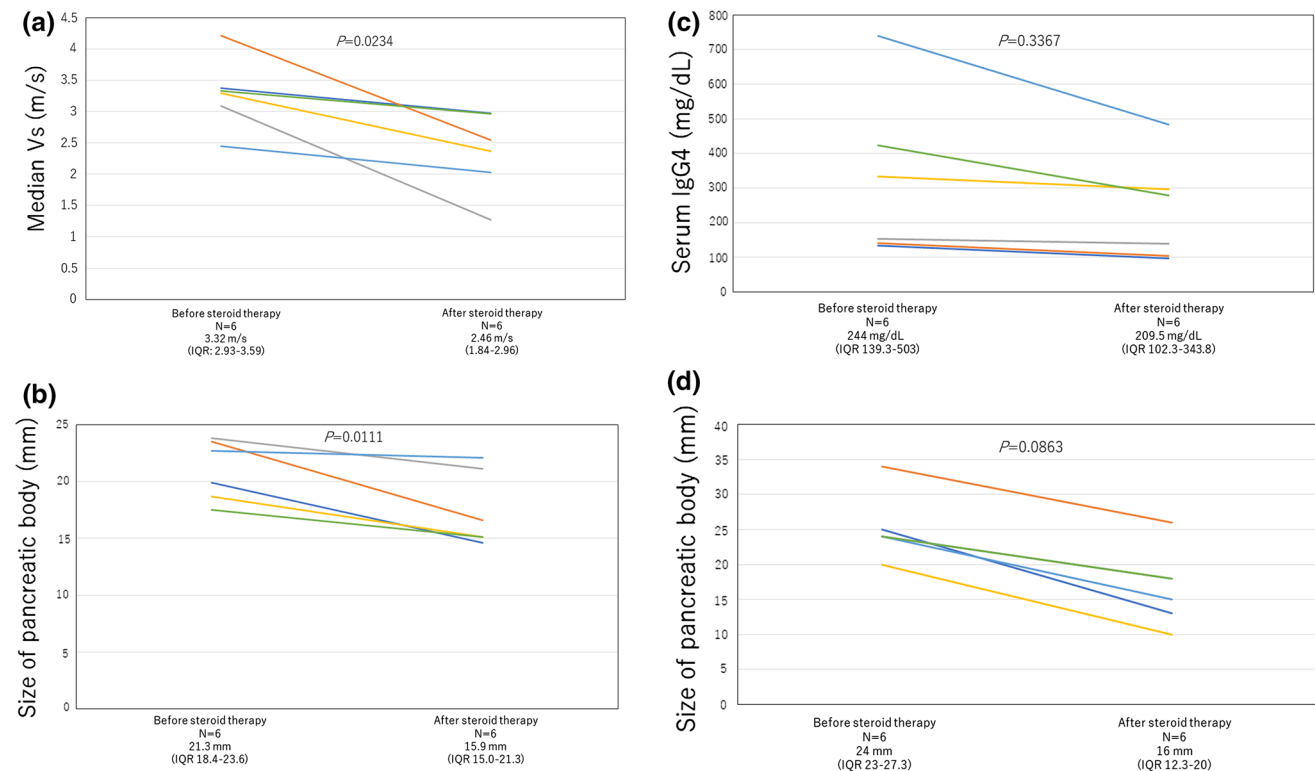 (a)
Median Vs (m/s)
4.5
4
3.5
3
2.5
2
1.5
1
0.5
0
P=0.0234
Before steroid therapy
N=6
3.32 m/s
(IQR: 2.93-3.59)
After steroid therapy
N=6
2.46 m/s
(1.84-2.96)
(c)
Serum IgG4 (mg/dL)
800
700
600
500
400
300
200
100
0
P=0.3367
Before steroid therapy
N=6
244 mg/dL
(IQR 139.3-503)
After steroid therapy
N=6
209.5 mg/dL
(IQR 102.3-343.8)
(b)
Size of pancreatic body (mm)
25
20
15
10
5
0
P=0.0111
Before steroid therapy
N=6
21.3 mm
(IQR 18.4-23.6)
After steroid therapy
N=6
15.9 mm
(IQR 15.0-21.3)
(d)
Size of pancreatic body (mm)
40
35
30
25
20
15
10
5
0
P=0.0863
Before steroid therapy
N=6
24 mm
(IQR 23-27.3)
After steroid therapy
N=6
16 mm
(IQR 12.3-20)